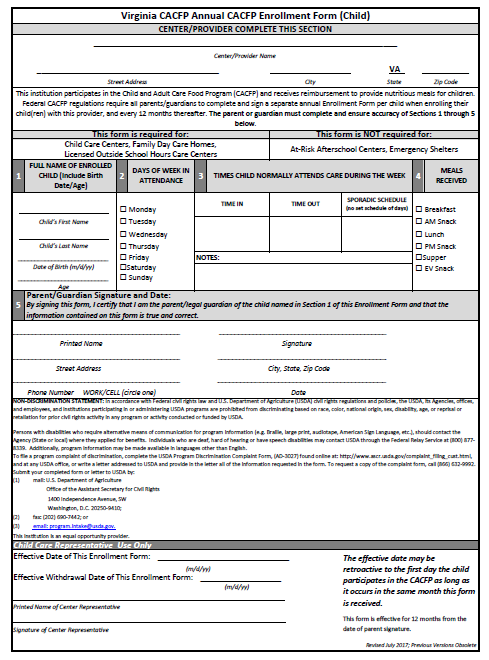 Virginia CACFP Annual CACFP Enrollment Form (Child)
CENTER/PROVIDER COMPLETE THIS SECTION
Center/Provider Name
VA
Street Address City State Zip Code
This institution participates in the Child and Adult Care Food Program (CACFP) and receives reimbursement to provide nutritious meals for children.
Federal CACFP regulations require all parents/guardians to complete and sign a separate annual Enrollment Form per child when enrolling their
child(ren) with this provider, and every 12 months thereafter. The parent or guardian must complete and ensure accuracy of Sections 1 through 5
below.
This form is required for: This form is NOT required for:
Child Care Centers, Family Day Care Homes,
Licensed Outside School Hours Care Centers
At-Risk Afterschool Centers, Emergency Shelters
1 FULL NAME OF ENROLLED CHILD (Include Birth Date/Age)
2 DAYS OF WEEK IN ATTENDANCE
3 TIMES CHILD NORMALLY ATTENDS CARE DURING THE WEEK
4 MEALS RECEIVED
Child's First Name
Child's Last Name
Date of Birth (m/d/yy)
Age
☐ Monday
☐ Tuesday
☐ Wednesday
☐ Thursday
☐ Friday
☐Saturday
☐ Sunday
TIME IN TIME OUT SPORADIC SCHEDULE
(no set schedule of days)
NOTES:
☐ Breakfast
☐ AM Snack
☐ Lunch
☐ PM Snack
☐Supper
☐ EV Snack
5 Parent/Guardian Signature and Date:
By signing this form, I certify that I am the parent/legal guardian of the child named in Section 1 of this Enrollment Form and that the
information contained on this form is true and correct.
Printed Name Signature
Street Address City, State, Zip Code
Phone Number WORK/CELL (circle one) Date
NON-DISCRIMINATION STATEMENT: In accordance with Federal civil rights law and U.S. Department of Agriculture (USDA) civil rights regulations and policies, the USDA, its Agencies, offices,
and employees, and institutions participating in or administering USDA programs are prohibited from discriminating based on race, color, national origin, sex, disability, age, or reprisal or
retaliation for prior civil rights activity in any program or activity conducted or funded by USDA.
Persons with disabilities who require alternative means of communication for program information (e.g. Braille, large print, audiotape, American Sign Language, etc.), should contact the
Agency (State or local) where they applied for benefits. Individuals who are deaf, hard of hearing or have speech disabilities may contact USDA through the Federal Relay Service at (800) 877-
8339. Additionally, program information may be made available in languages other than English.
To file a program complaint of discrimination, complete the USDA Program Discrimination Complaint Form, (AD-3027) found online at: http://www.ascr.usda.gov/complaint_filing_cust.html,
and at any USDA office, or write a letter addressed to USDA and provide in the letter all of the information requested in the form. To request a copy of the complaint form, call (866) 632-9992.
Submit your completed form or letter to USDA by:
(1) mail: U.S. Department of Agriculture
Office of the Assistant Secretary for Civil Rights
1400 Independence Avenue, SW
Washington, D.C. 20250-9410;
(2) fax: (202) 690-7442; or
(3) email: program.intake@usda.gov.
This institution is an equal opportunity provider.
Child Care Representative Use Only
Effective Date of This Enrollment Form:
(m/d/yy)
Effective Withdrawal Date of This Enrollment Form:
(m/d/yy)
Printed Name of Center Representative
Signature of Center Representative
The effective date may be
retroactive to the first day the child
participates in the CACFP as long as
it occurs in the same month this form
is received.
This form is effective for 12 months from the
date of parent signature.
Revised July 2017; Previous Versions Obsolete